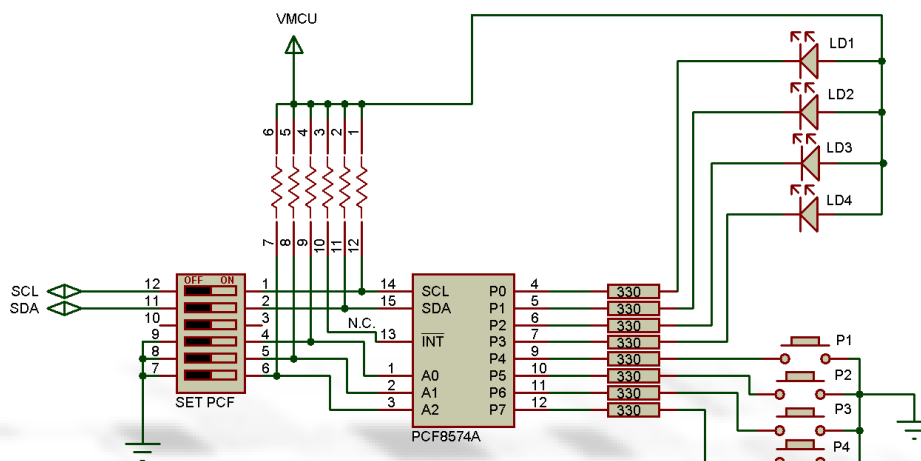 VMCU
LD1
LD2
LD3
LD4
6 5 4 3 2 1
7 8 9 10 11 12
OFF ON
SCL 12 1 14 SCL P0 4 330
SDA 11 2 15 SDA P1 5 330
10 3 P2 6 330
N.C.
9 4 13 INT P3 7 330
8 5 P4 9 330 P1
7 6 1 A0 P5 10 330 P2
2 A1 P6 11 330
3 A2 P7 12 330 P3
SET PCF
PCF8574A
P4